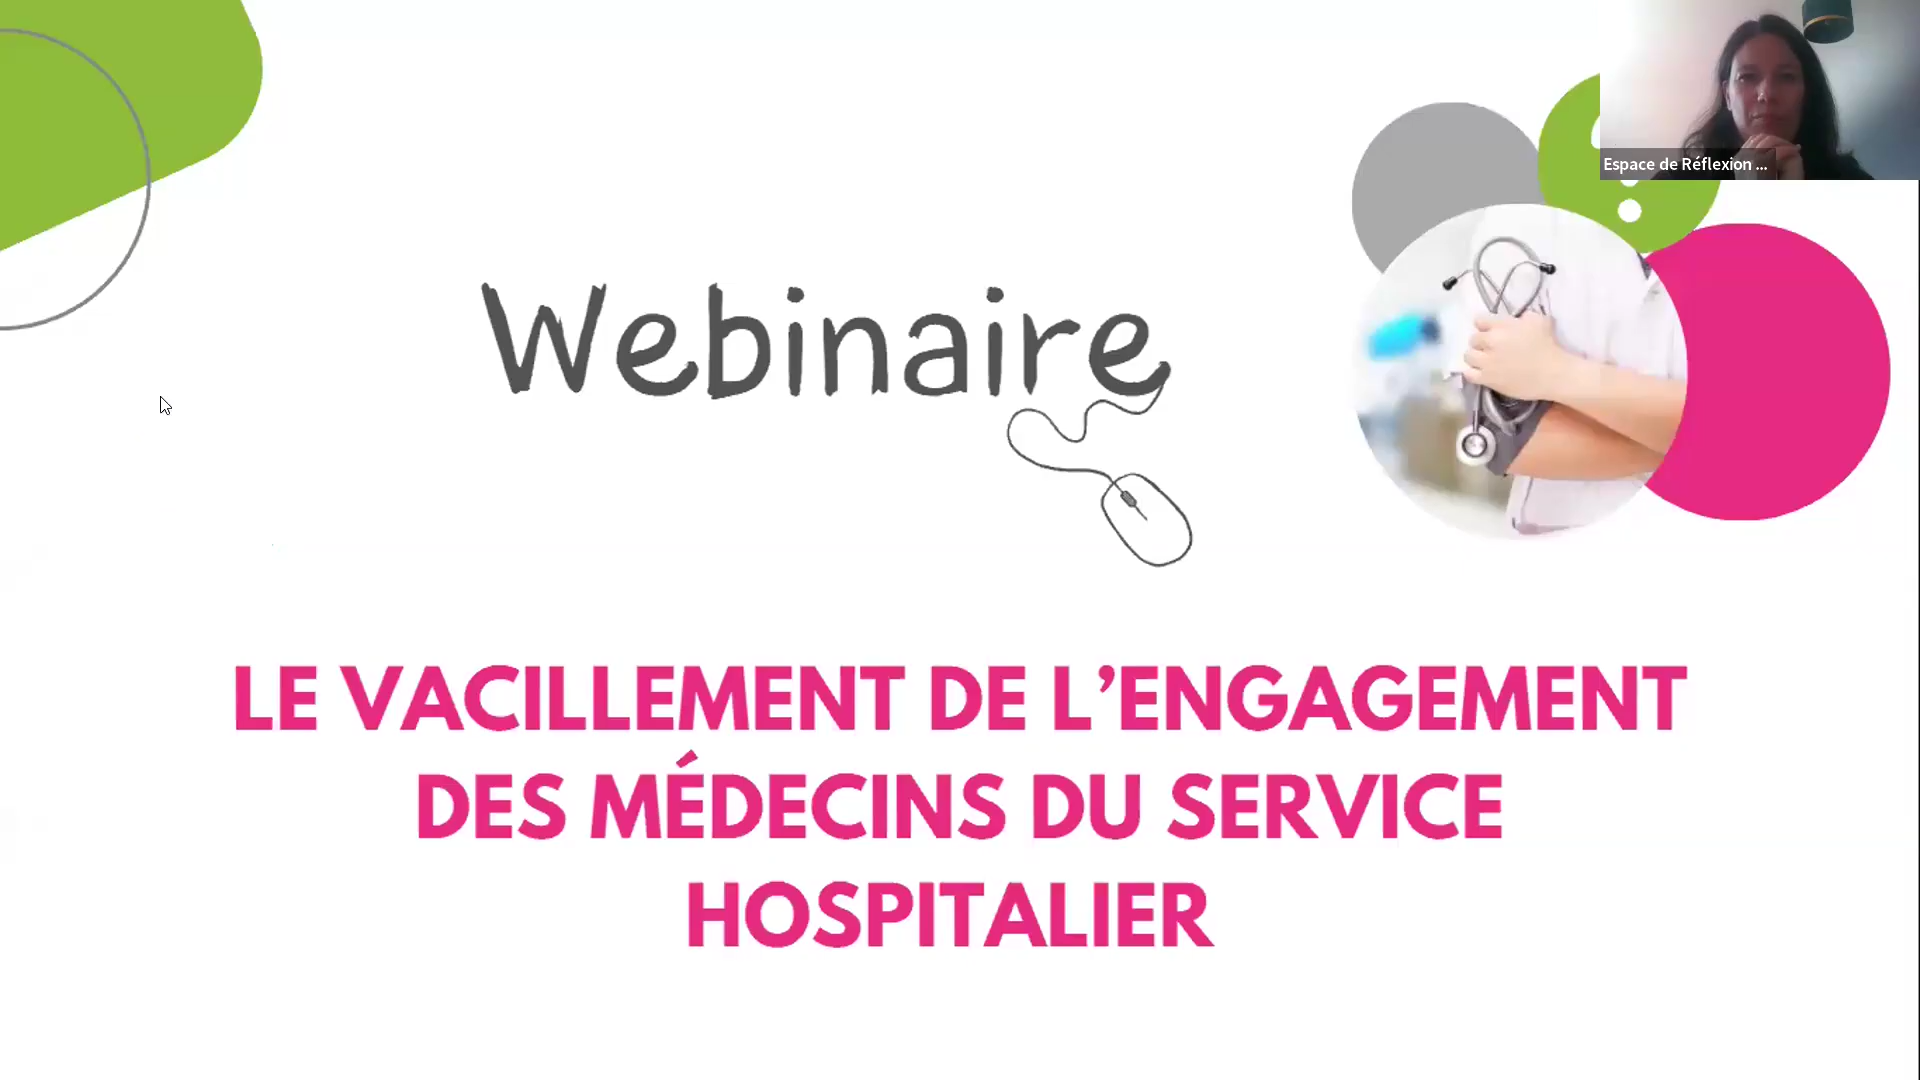 Espace de Réflexion ...
Webinaire
LE VACILLEMENT DE L’ENGAGEMENT
DES MÉDECINS DU SERVICE
HOSPITALIER